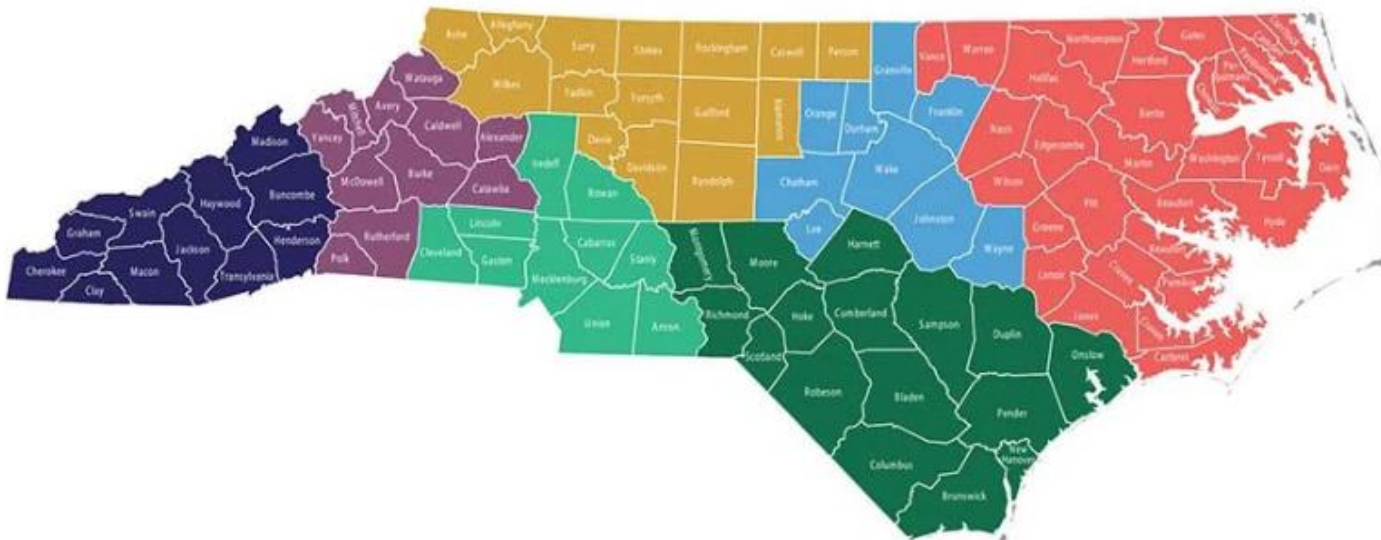 Ashe
Alleghany
Surry
Stokes
Rockingham
Caswell
Person
Granville
Vance
Warren
Northampton
Gates
Hertford
Halifax
Watauga
Wilkes
Yadkin
Forsyth
Guilford
Orange
Durham
Franklin
Nash
Edgecombe
Bertie
Martin
Washington
Tyrrell
Dare
Mitchell
Avery
Yancey
Caldwell
Alexander
Iredell
Davie
Davidson
Randolph
Chatham
Wake
Wilson
Madison
Buncombe
McDowell
Burke
Catawba
Rowan
Johnston
Pitt
Beaufort
Hyde
Swain
Haywood
Graham
Jackson
Henderson
Rutherford
Polk
Lincoln
Cleveland
Gaston
Cabarrus
Stanly
Montgomery
Moore
Lee
Harnett
Wayne
Greene
Lenoir
Craven
Beaufort
Pamlico
Cherokee
Macon
Clay
Transylvania
Mecklenburg
Union
Anson
Richmond
Hoke
Scotland
Cumberland
Sampson
Duplin
Jones
Onslow
Carteret
Robeson
Bladen
Pender
Columbus
New
Hanover
Brunswick